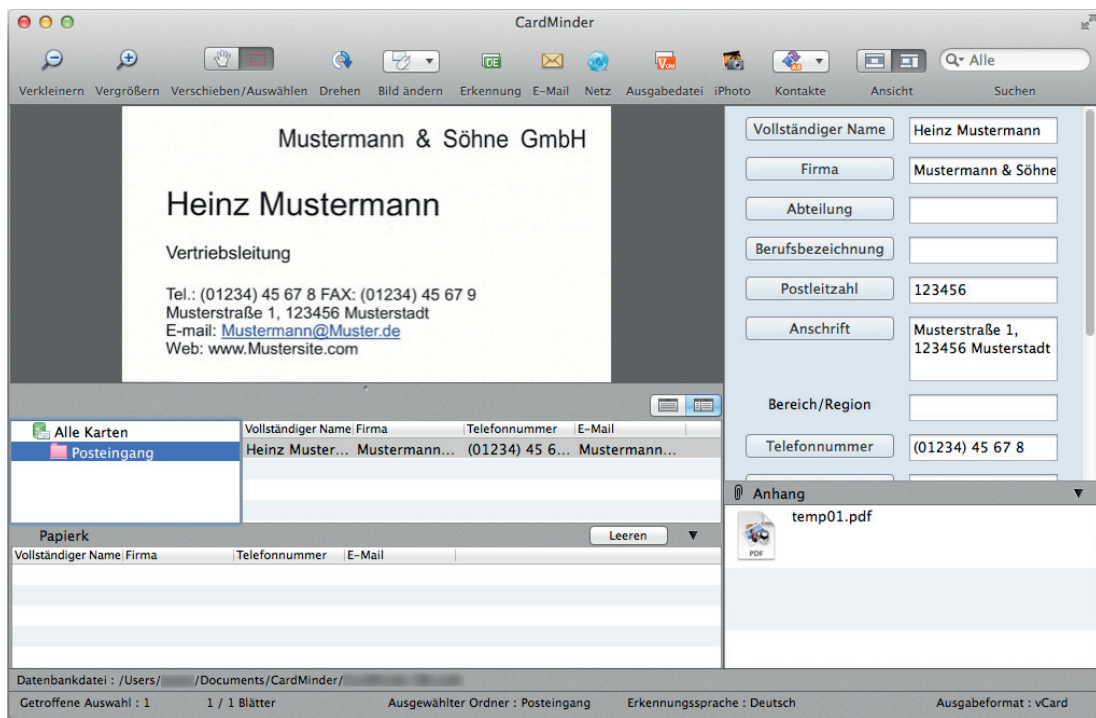 CardMinder
Alle
Verkleinern Vergrößern Verschieben/Auswählen Drehen Bild ändern Erkennung E-Mail Netz Ausgabedatei iPhoto Kontakte Ansicht Suchen
DE
Mustermann & Söhne GmbH
Heinz Mustermann
Vertriebsleitung
Tel.: (01234) 45 67 8 FAX: (01234) 45 67 9
Musterstraße 1, 123456 Musterstadt
E-mail: Mustermann@Muster.de
Web: www.Mustersite.com
Vollständiger Name Heinz Mustermann
Firma Mustermann & Söhne
Abteilung
Berufsbezeichnung
Postleitzahl 123456
Anschrift Musterstraße 1,
123456 Musterstadt
Bereich/Region
Telefonnummer (01234) 45 67 8
Alle Karten
Posteingang
Vollständiger Name Firma Telefonnummer E-Mail
Heinz Muster... Mustermann... (01234) 45 6... Mustermann...
Anhang
temp01.pdf
PDF
Papierk Leeren
Vollständiger Name Firma Telefonnummer E-Mail
Datenbankdatei : /Users/ /Documents/CardMinder/
Getroffene Auswahl : 1 1 / 1 Blätter Ausgewählter Ordner : Posteingang Erkennungssprache : Deutsch Ausgabeformat : vCard